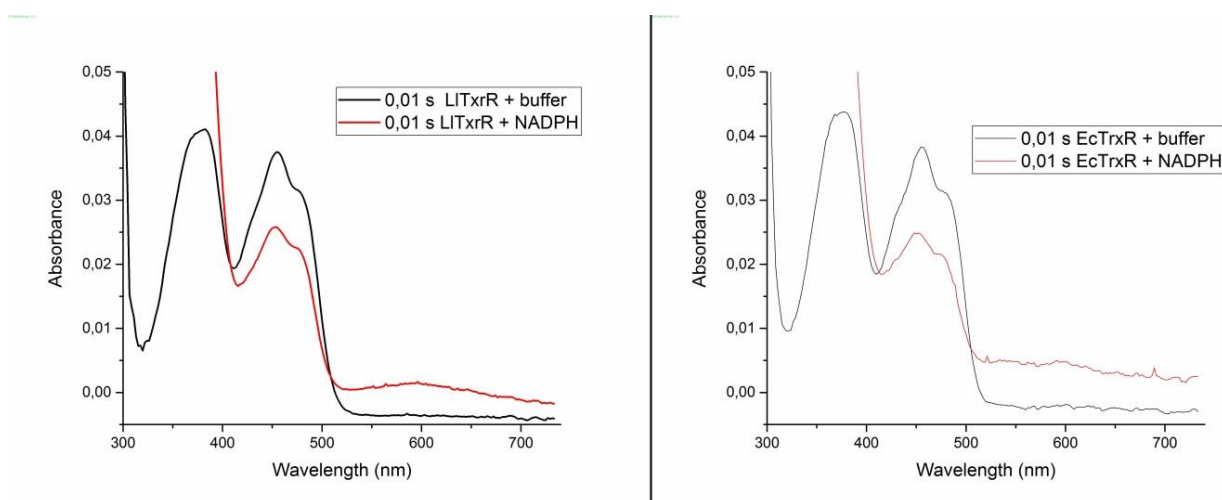 0,05
0,04
0,03
0,02
0,01
0,00
Absorbance
300
400
500
600
700
Wavelength (nm)
0,01 s LlTxrR + buffer
0,01 s LlTxrR + NADPH
0,05
0,04
0,03
0,02
0,01
0,00
Absorbance
300
400
500
600
700
Wavelength (nm)
0,01 s EcTrxR + buffer
0,01 s EcTrxR + NADPH